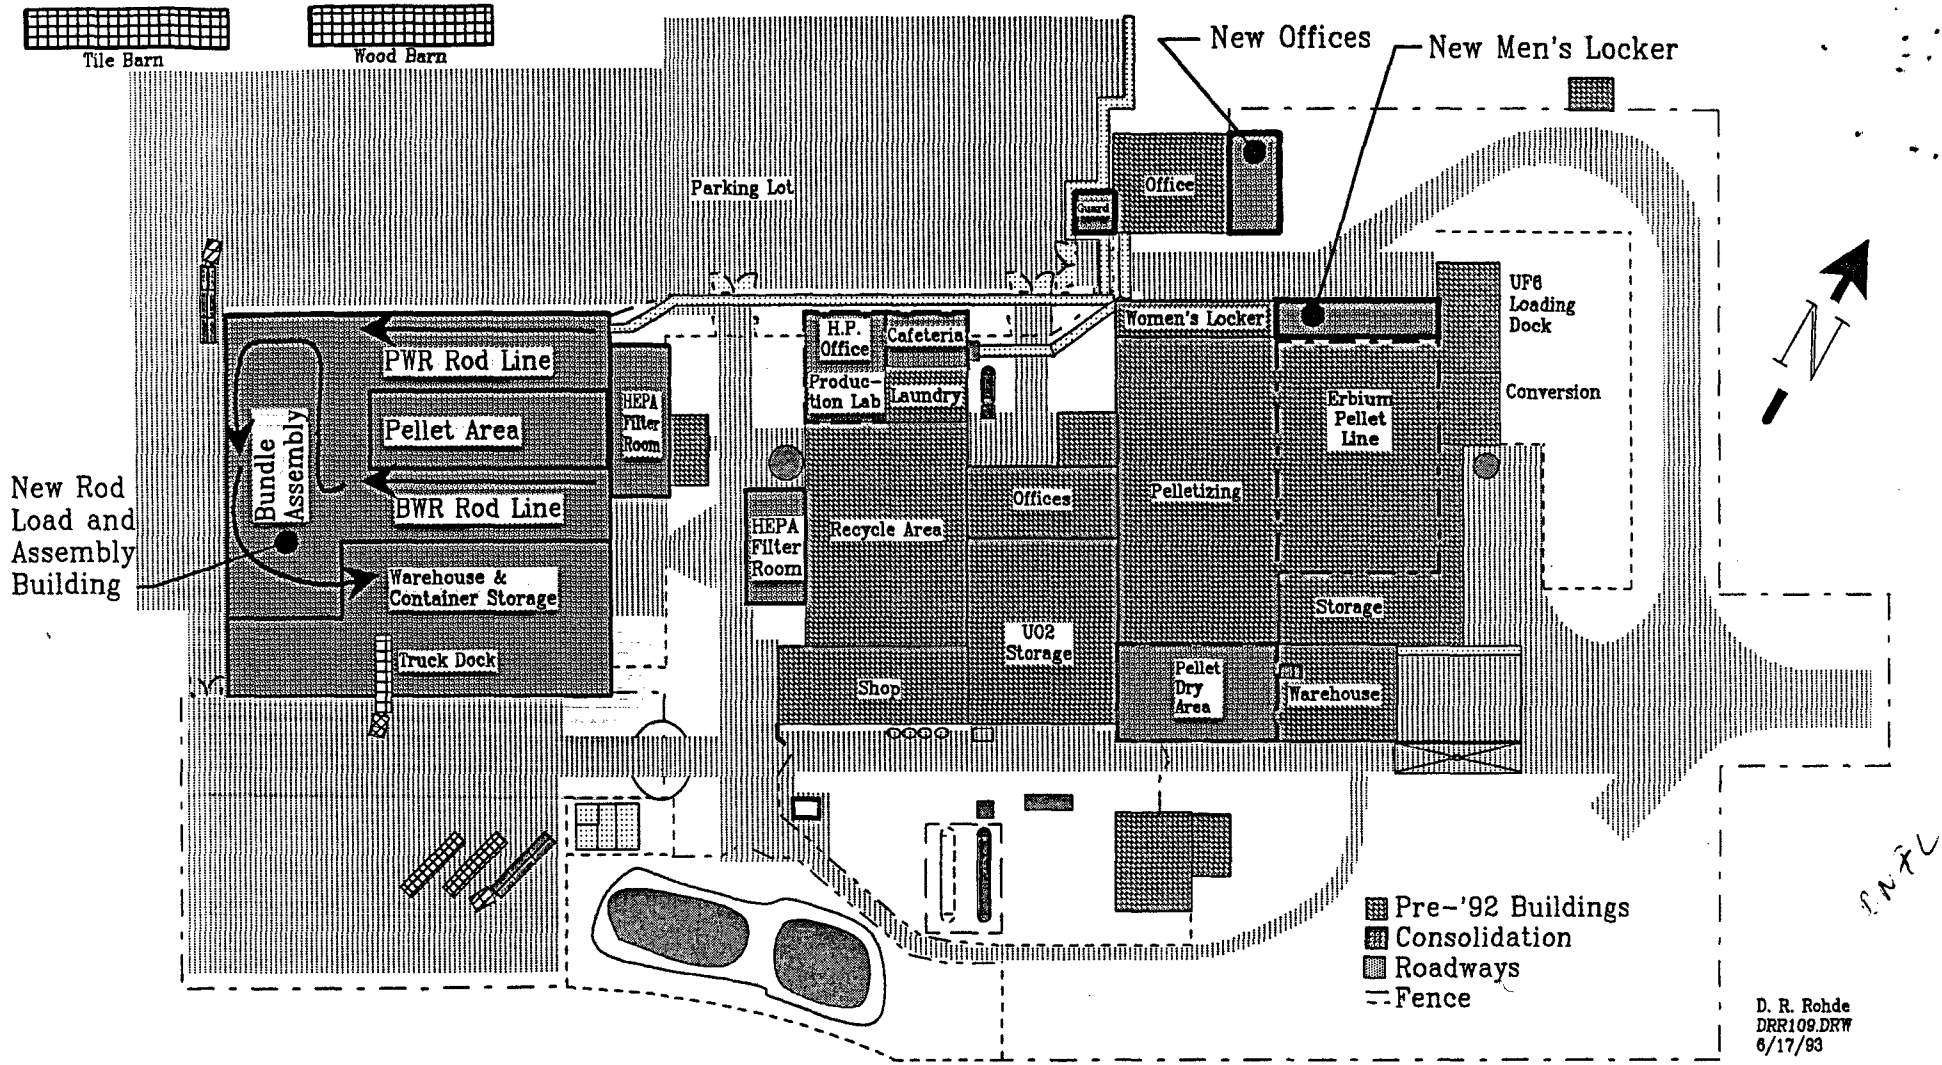 Tile Barn
Wood Barn
New Offices
New Men's Locker
Parking Lot
Office
Guard
UF6
Loading
Dock
Women's Locker
H.P.
Office
Cafeteria
PWR Rod Line
Produc-
tion Lab
Laundry
Conversion
Erbium
Pellet
Line
HEPA
Filter
Room
Pellet Area
Bundle
Assembly
New Rod
Load and
Assembly
Building
BWR Rod Line
Offices
Pelletizing
HEPA
Filter
Room
Recycle Area
Warehouse &
Container Storage
Storage
UO2
Storage
Truck Dock
Shop
Pellet
Dry
Area
Warehouse
N
Pre-'92 Buildings
Consolidation
Roadways
Fence
D. R. Rohde
DRR109.DRW
6/17/93